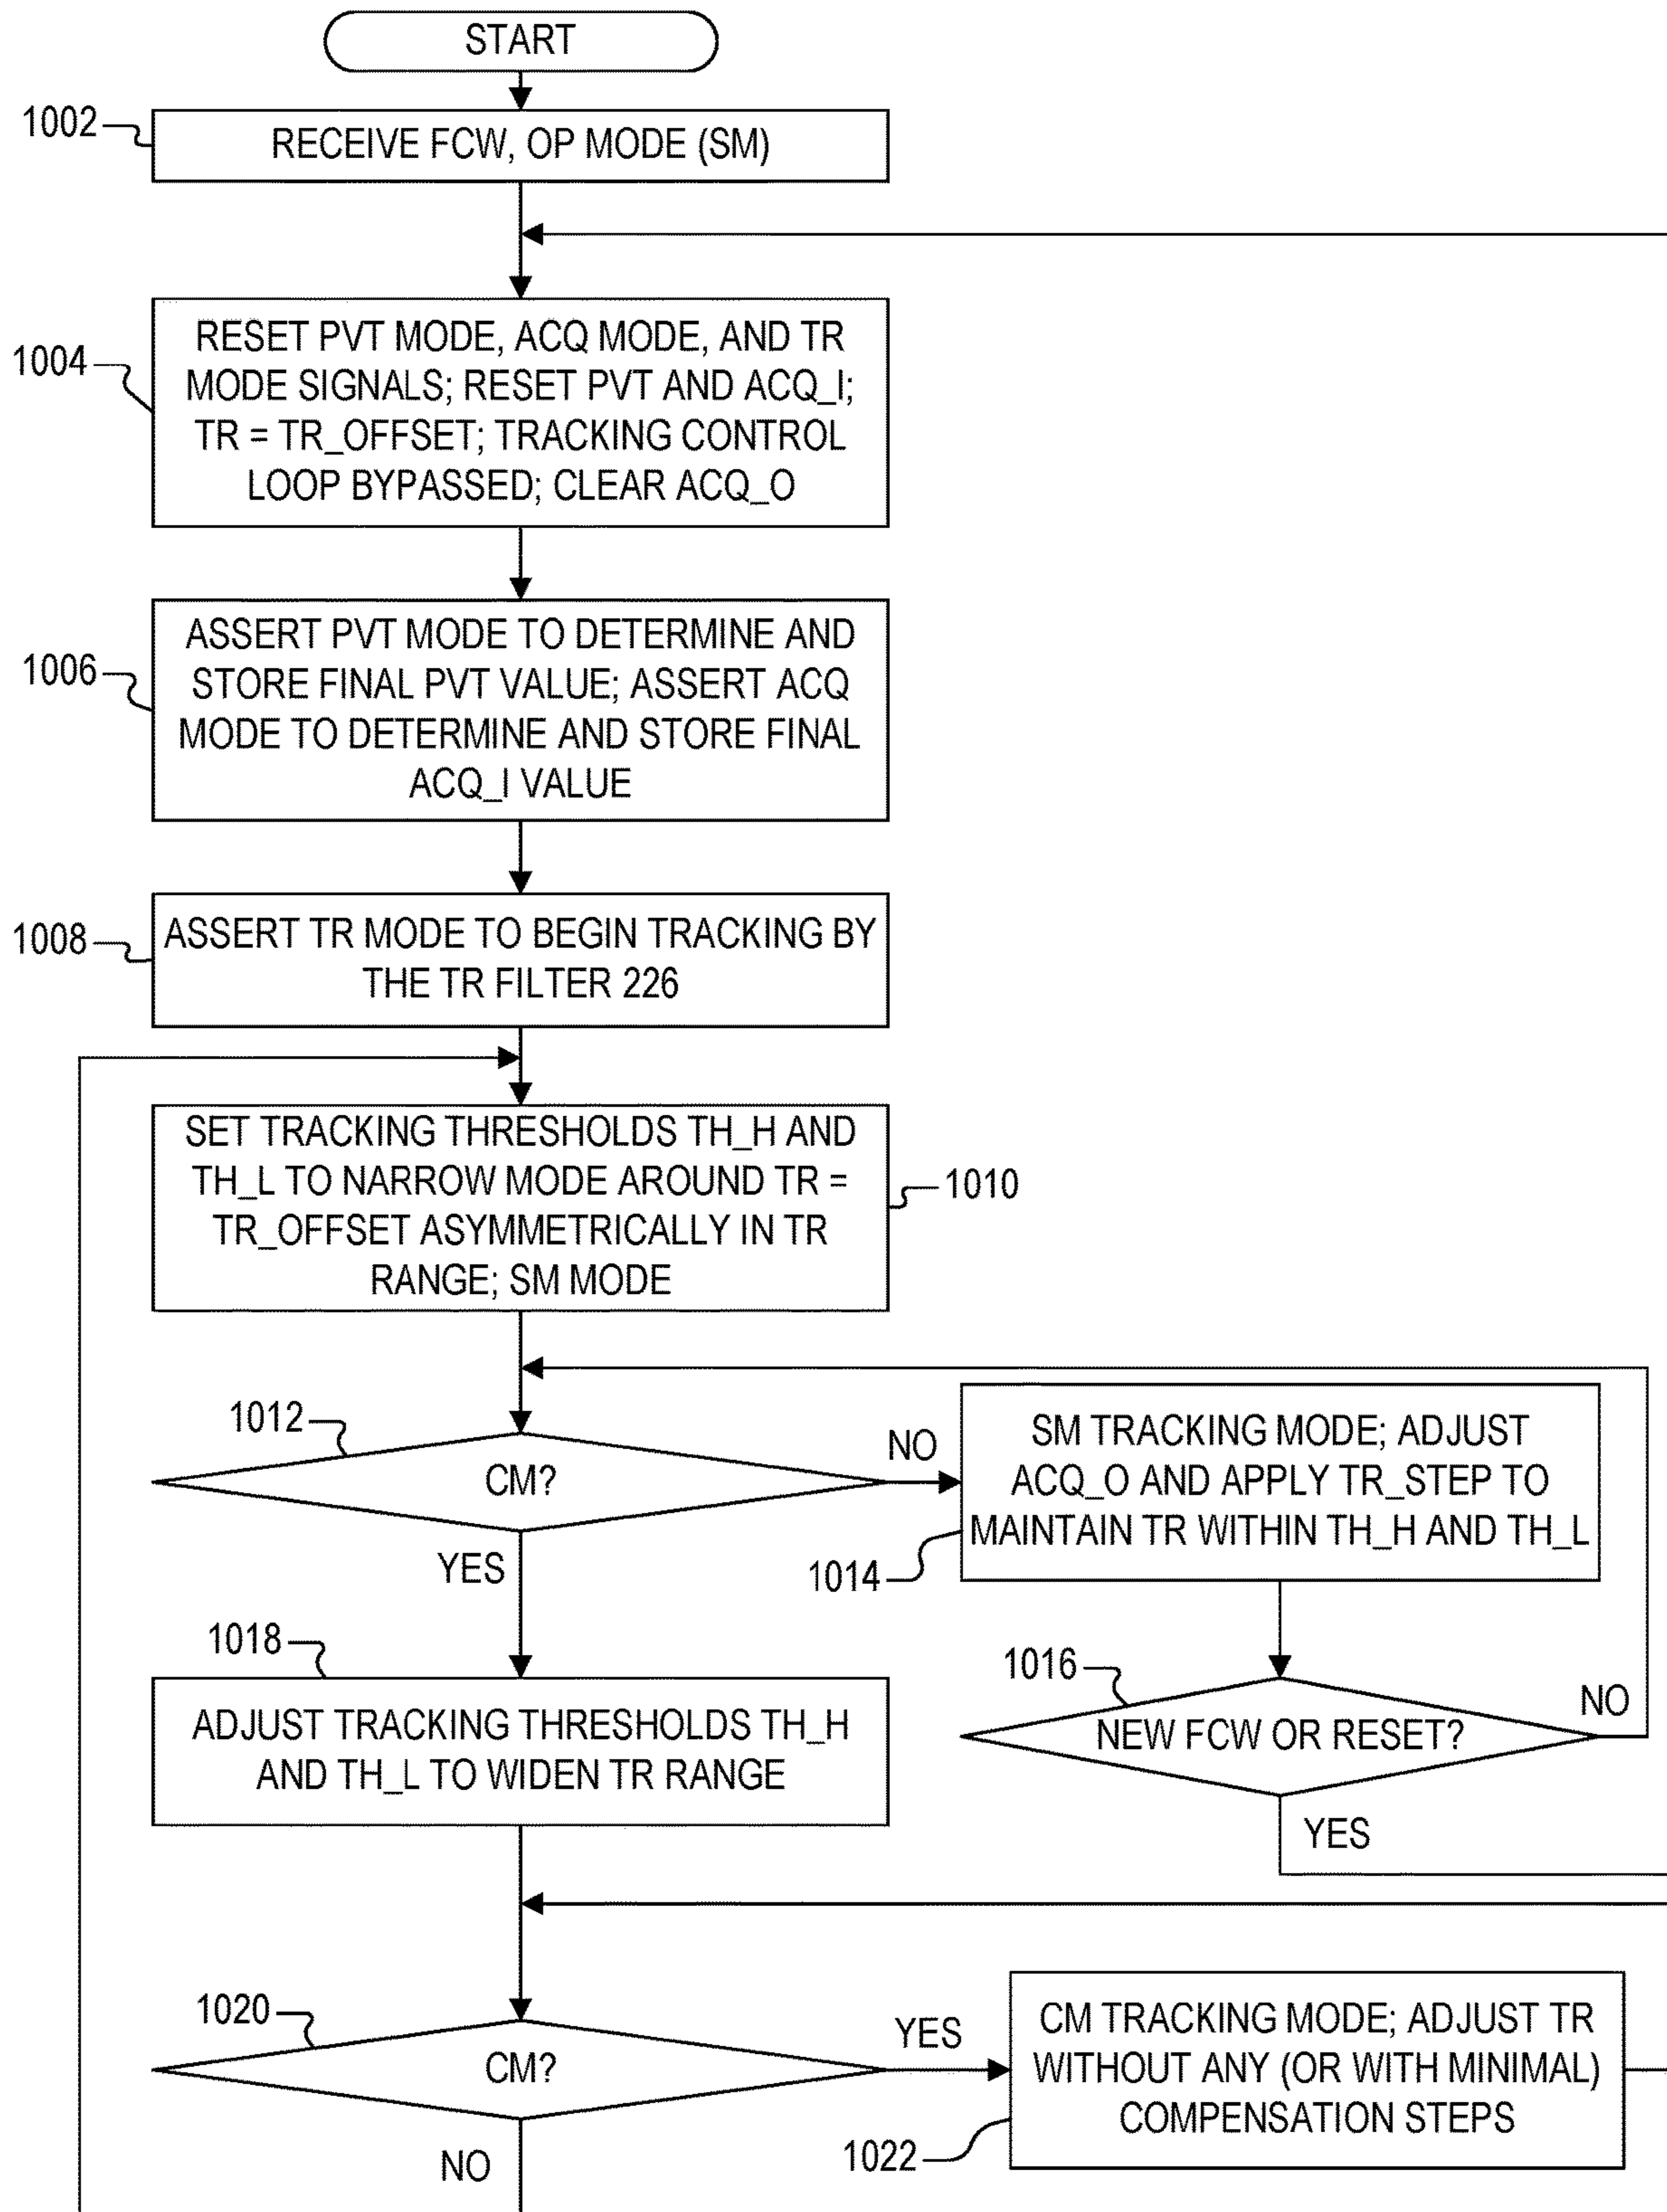 START
1002
RECEIVE FCW, OP MODE (SM)
1004
RESET PVT MODE, ACQ MODE, AND TR
MODE SIGNALS; RESET PVT AND ACQ_I;
TR = TR_OFFSET; TRACKING CONTROL
LOOP BYPASSED; CLEAR ACQ_O
1006
ASSERT PVT MODE TO DETERMINE AND
STORE FINAL PVT VALUE; ASSERT ACQ
MODE TO DETERMINE AND STORE FINAL
ACQ_I VALUE
1008
ASSERT TR MODE TO BEGIN TRACKING BY
THE TR FILTER 226
SET TRACKING THRESHOLDS TH_H AND
TH_L TO NARROW MODE AROUND TR =
TR_OFFSET ASYMMETRICALLY IN TR
RANGE; SM MODE
1010
1012
CM?
NO
YES
SM TRACKING MODE; ADJUST
ACQ_O AND APPLY TR_STEP TO
MAINTAIN TR WITHIN TH_H AND TH_L
1014
1016
NEW FCW OR RESET?
NO
YES
1018
ADJUST TRACKING THRESHOLDS TH_H
AND TH_L TO WIDEN TR RANGE
1020
CM?
YES
NO
CM TRACKING MODE; ADJUST TR
WITHOUT ANY (OR WITH MINIMAL)
COMPENSATION STEPS
1022